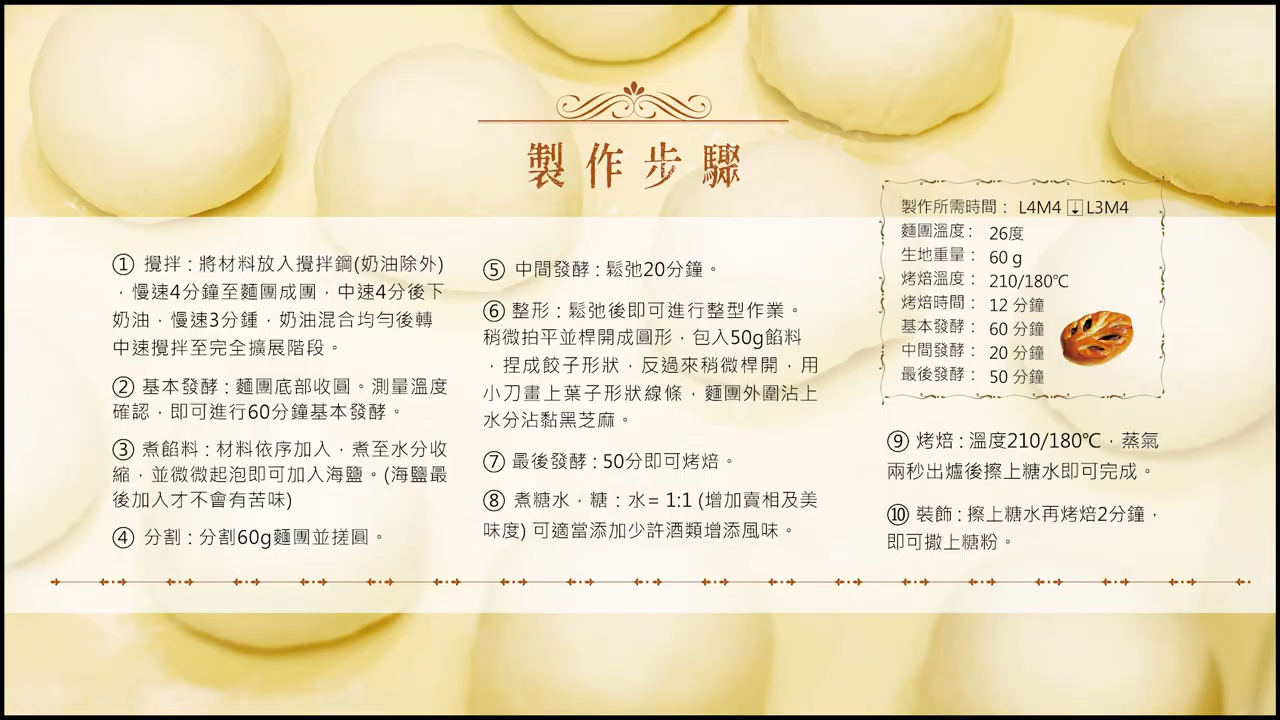 製作步驟
① 攪拌 : 將材料放入攪拌鋼(奶油除外)
，慢速4分鐘至麵團成團，中速4分後下
奶油，慢速3分鍾，奶油混合均勻後轉
中速攪拌至完全擴展階段。
② 基本發酵 : 麵團底部收圓。測量溫度
確認，即可進行60分鐘基本發酵。
③ 煮餡料 : 材料依序加入，煮至水分收
縮，並微微起泡即可加入海鹽。(海鹽最
後加入才不會有苦味)
④ 分割 : 分割60g麵團並搓圓。
⑤ 中間發酵 : 鬆弛20分鐘。
⑥ 整形 : 鬆弛後即可進行整型作業。
稍微拍平並桿開成圓形，包入50g餡料
，捏成餃子形狀，反過來稍微桿開，用
小刀畫上葉子形狀線條，麵團外圍沾上
水分沾黏黑芝麻。
⑦ 最後發酵 : 50分即可烤焙。
⑧ 煮糖水，糖 : 水= 1:1 (增加賣相及美
味度) 可適當添加少許酒類增添風味。
製作所需時間 : L4M4 ↓ L3M4
麵團溫度 : 26度
生地重量 : 60 g
烤焙溫度 : 210/180℃
烤焙時間 : 12 分鐘
基本發酵 : 60 分鐘
中間發酵 : 20 分鐘
最後發酵 : 50 分鐘
⑨ 烤焙 : 溫度210/180℃，蒸氣
兩秒出爐後擦上糖水即可完成。
⑩ 裝飾 : 擦上糖水再烤焙2分鐘，
即可撒上糖粉。